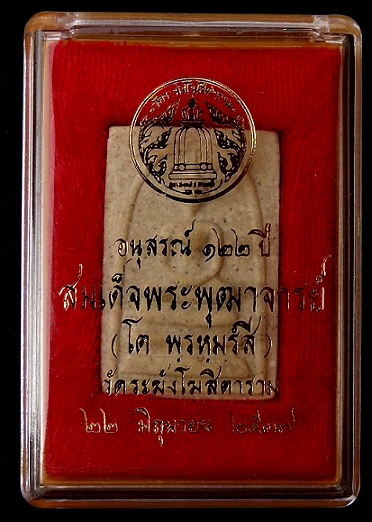 อนุสรณ์ ๑๒๒ ปี
สมเด็จพระพุฒาจารย์
(โต พฺรหฺมรํสี)
วัดระฆังโฆสิตาราม
๒๒ มิถุนายน ๒๕๓๗